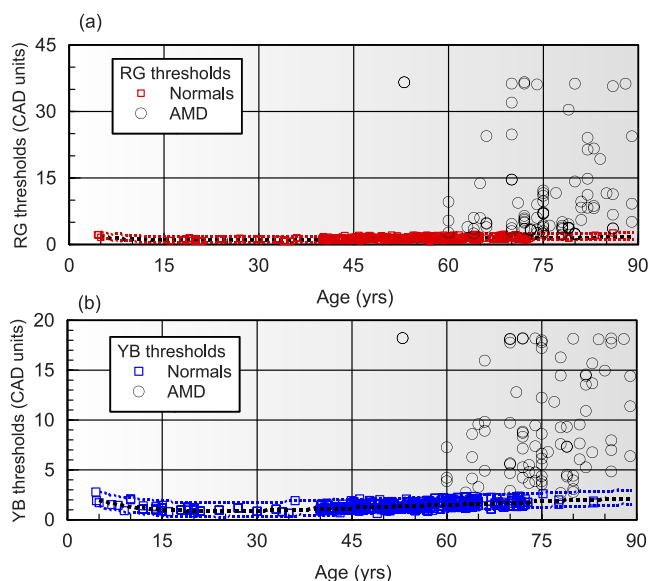 (a)
45
30
15
0
RG thresholds (CAD units)
RG thresholds
Normals
AMD
0 15 30 45 60 75 90
Age (yrs)
(b)
20
15
10
5
0
YB thresholds (CAD units)
YB thresholds
Normals
AMD
0 15 30 45 60 75 90
Age (yrs)